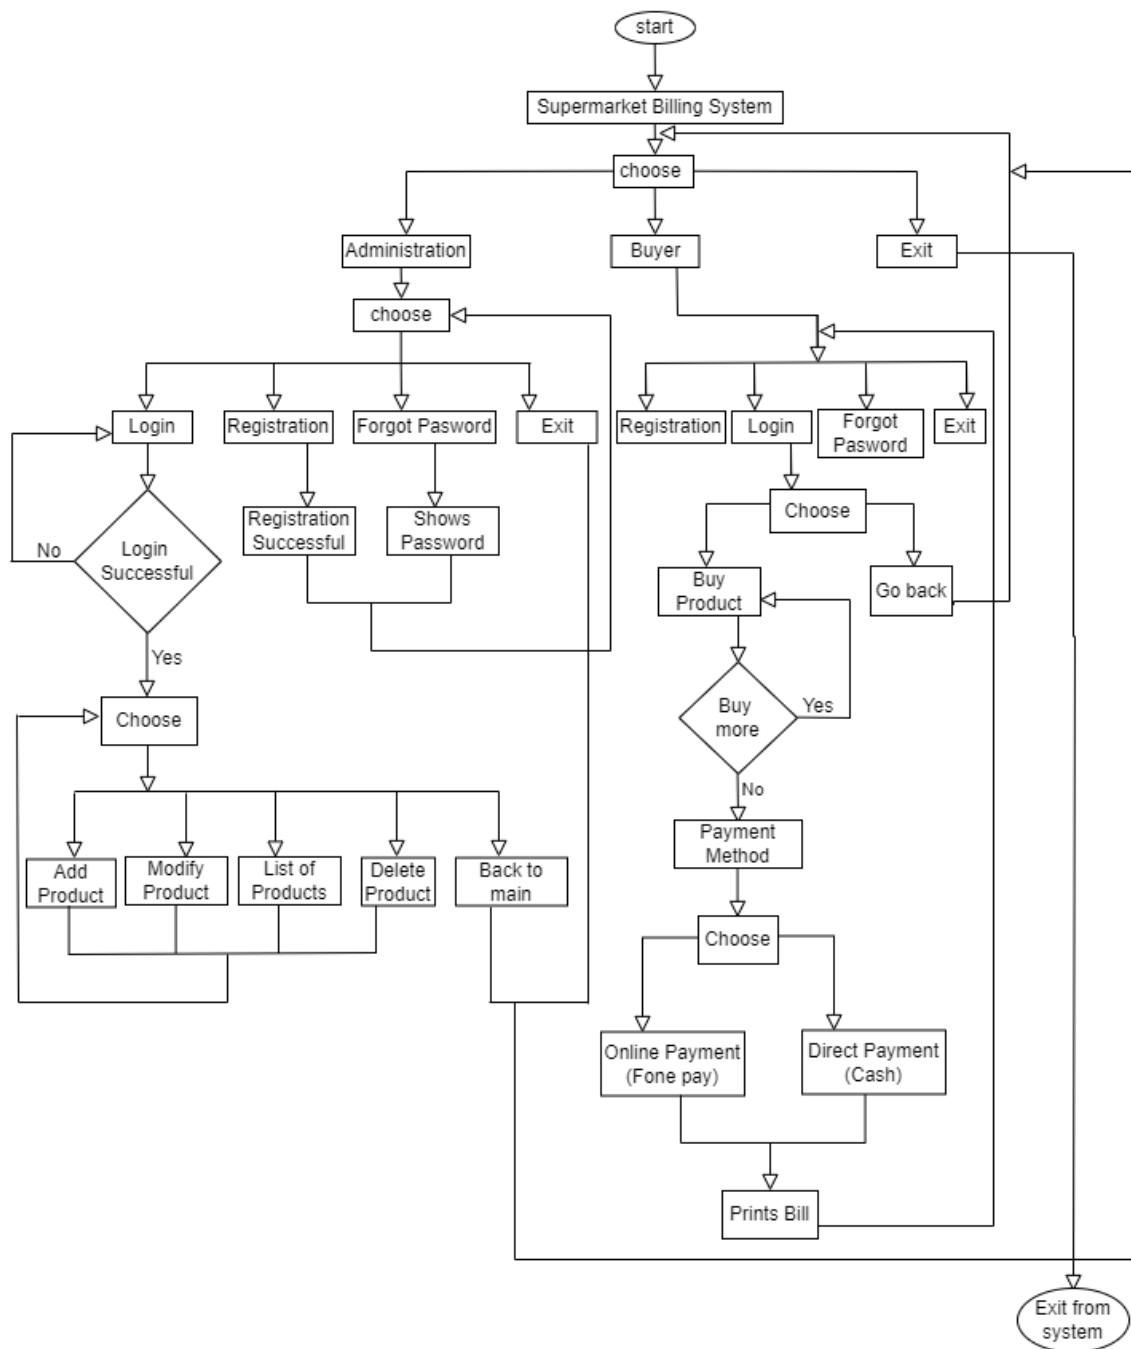 start
Supermarket Billing System
choose
Administration
Buyer
Exit
choose
Login
Registration
Forgot Pasword
Exit
Registration
Login
Forgot
Pasword
Exit
Registration
Successful
Shows
Password
Choose
No
Login
Successful
Buy
Product
Go back
Yes
Choose
Buy
more
Yes
No
Add
Product
Modify
Product
List of
Products
Delete
Product
Back to
main
Payment
Method
Choose
Online Payment
(Fone pay)
Direct Payment
(Cash)
Prints Bill
Exit from
system